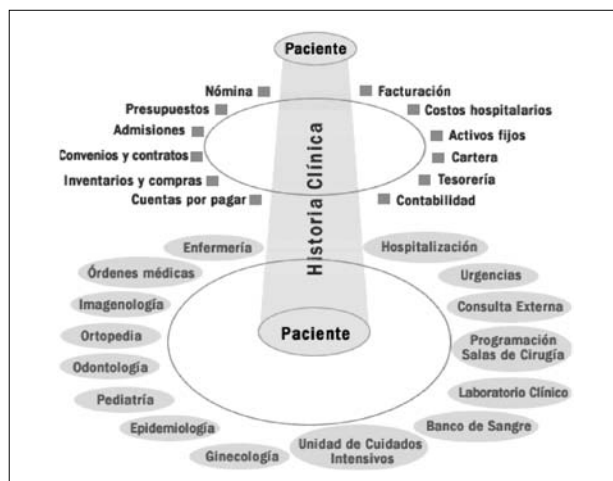 Paciente
Nómina
Facturación
Presupuestos
Costos hospitalarios
Admisiones
Activos fijos
Convenios y contratos
Cartera
Inventarios y compras
Tesorería
Cuentas por pagar
Contabilidad
Historia Clínica
Enfermería
Hospitalización
Órdenes médicas
Urgencias
Imagenología
Consulta Externa
Ortopedia
Paciente
Programación
Salas de Cirugía
Odontología
Laboratorio Clínico
Pediatría
Banco de Sangre
Epidemiología
Unidad de Cuidados
Intensivos
Ginecología